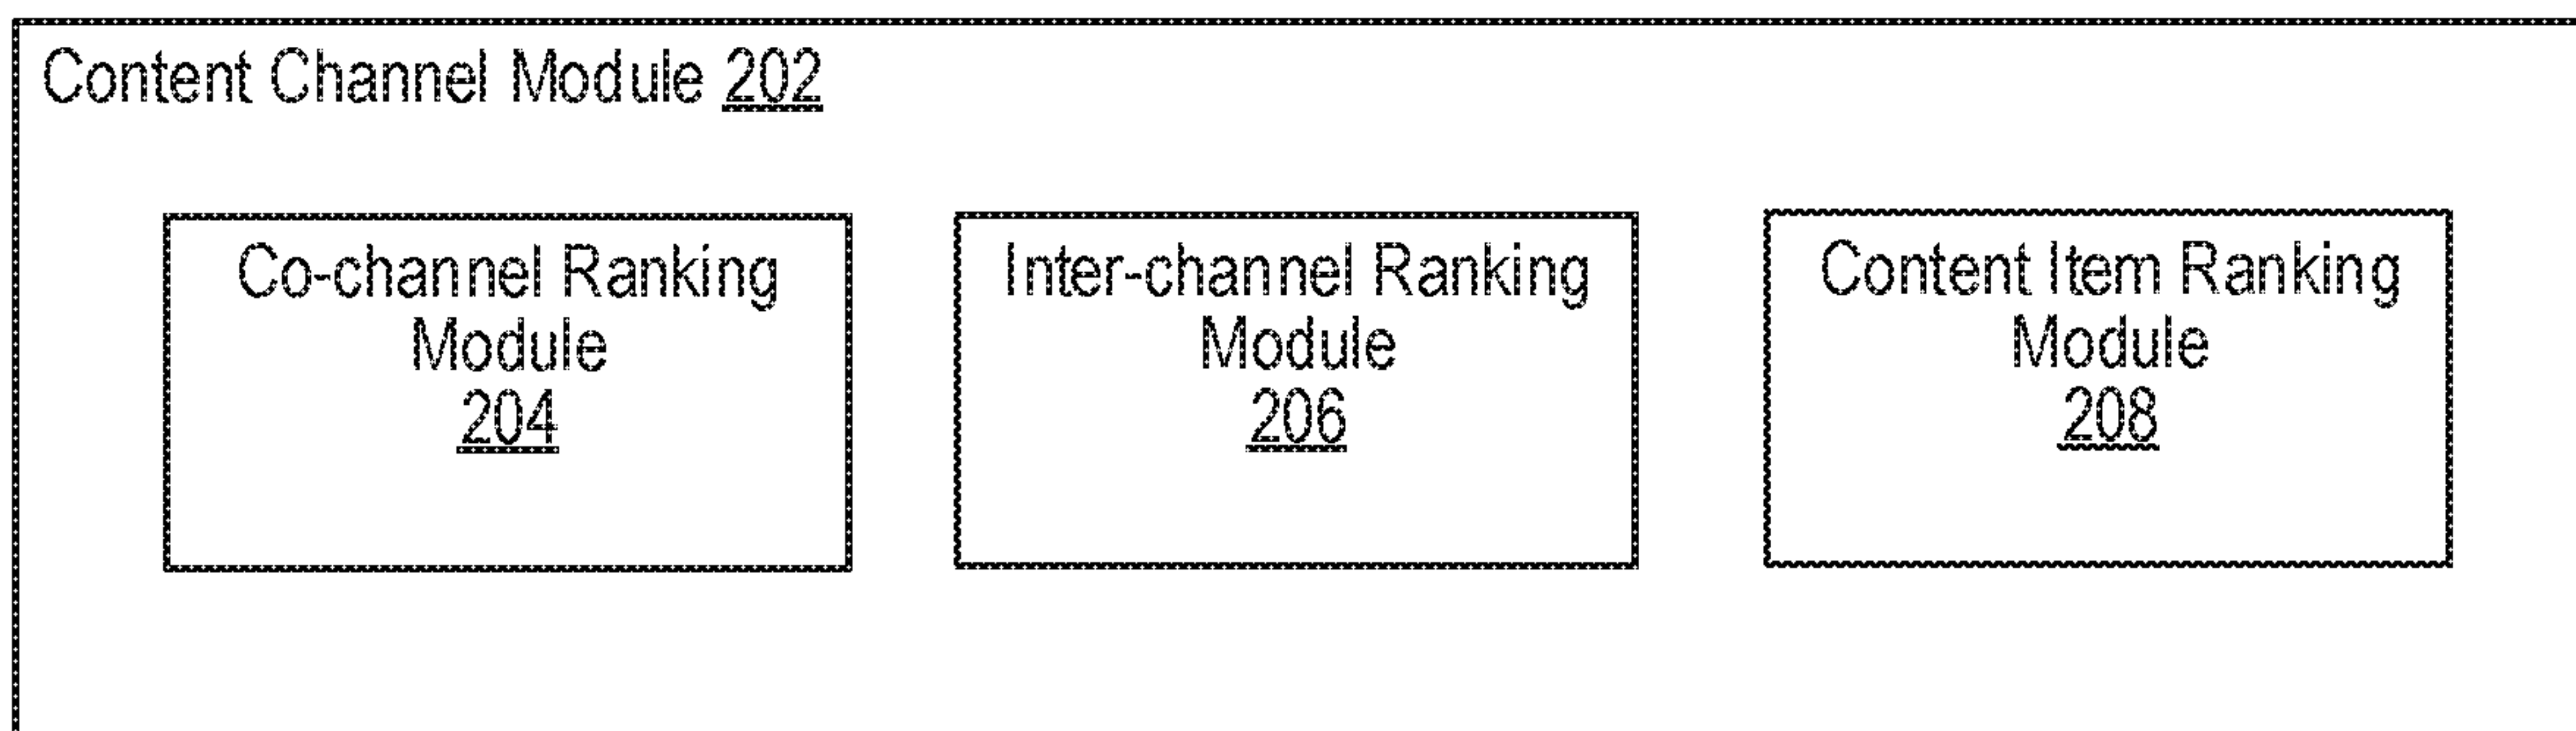 Content Channel Module 202
Co-channel Ranking
Module
204
Inter-channel Ranking
Module
206
Content Item Ranking
Module
208